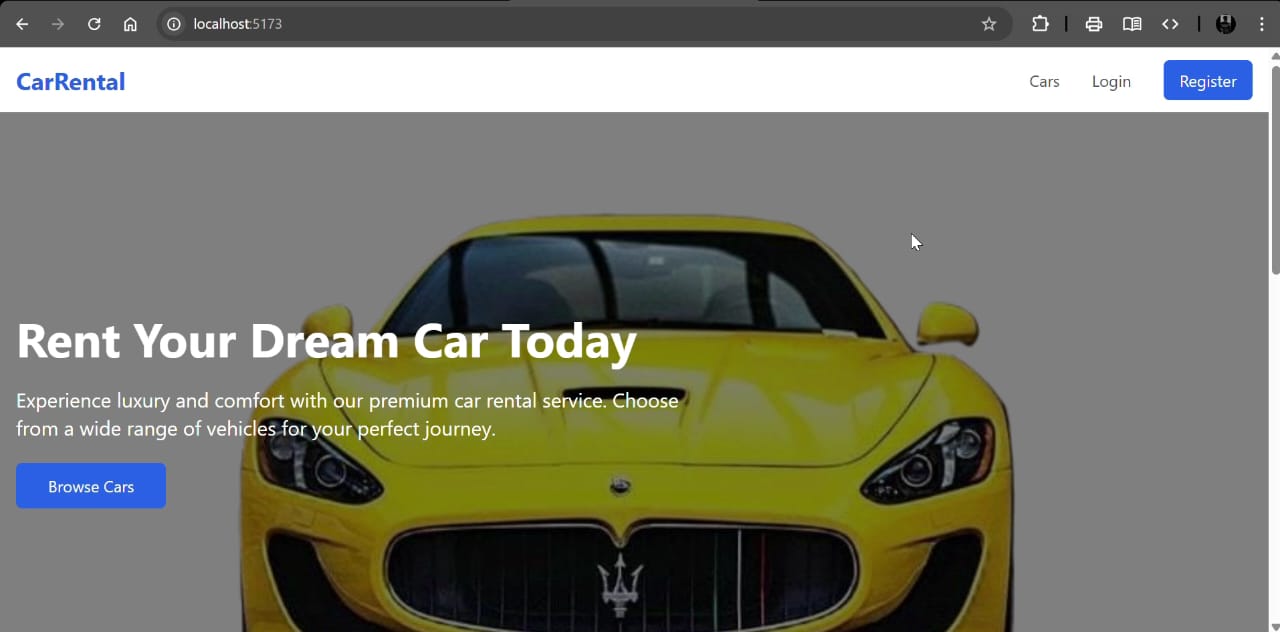 localhost:5173
CarRental
Cars
Login
Register
Rent Your Dream Car Today
Experience luxury and comfort with our premium car rental service. Choose
from a wide range of vehicles for your perfect journey.
Browse Cars